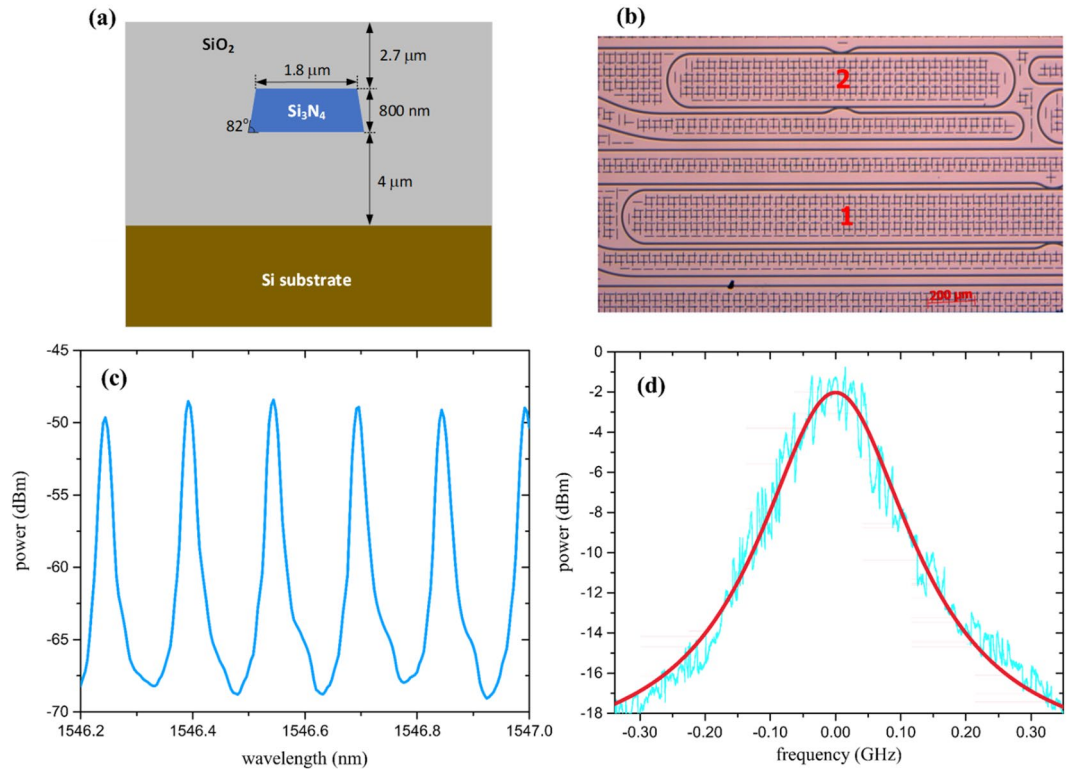 (a)
SiO2
2.7 μm
1.8 μm
Si3N4
800 nm
82°
4 μm
Si substrate
(b)
2
1
200 μm
(c)
-45
-50
-55
-60
-65
-70
power (dBm)
1546.2 1546.4 1546.6 1546.8 1547.0
wavelength (nm)
(d)
0
-2
-4
-6
-8
-10
-12
-14
-16
-18
power (dBm)
-0.30 -0.20 -0.10 0.00 0.10 0.20 0.30
frequency (GHz)